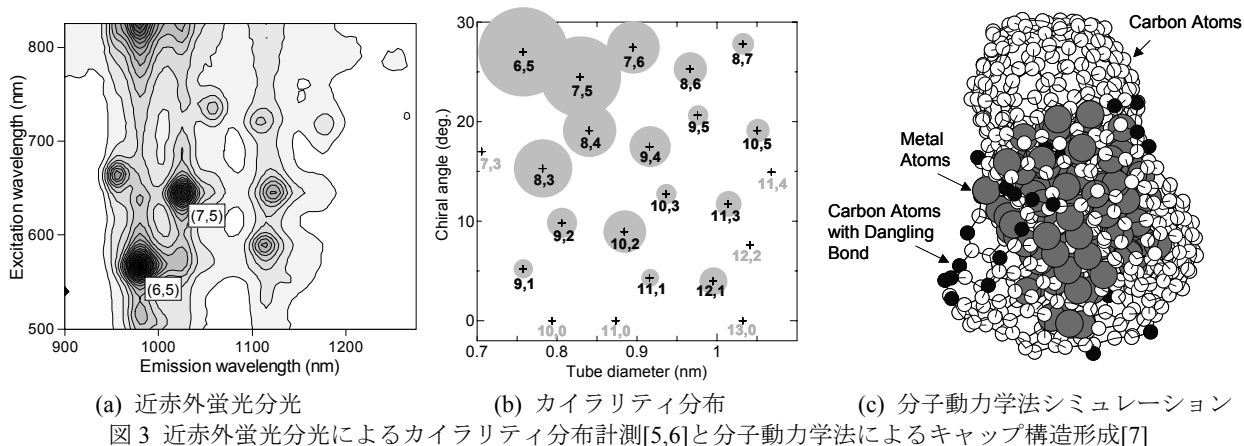 800
700
600
500
Excitation wavelength (nm)
(7,5)
(6,5)
900
1000
1100
1200
Emission wavelength (nm)
(a) 近赤外蛍光分光
30
20
10
0
Chiral angle (deg.)
6,5
7,5
7,6
8,6
8,7
8,4
9,4
9,5
10,5
7,3
8,3
10,3
11,3
11,4
9,2
10,2
12,2
9,1
11,1
12,1
10,0
11,0
13,0
0.7
0.8
0.9
1
Tube diameter (nm)
(b) カイラリティ分布
Carbon Atoms
Metal
Atoms
Carbon Atoms
with Dangling
Bond
(c) 分子動力学法シミュレーション
図 3 近赤外蛍光分光によるカイラリティ分布計測[5,6]と分子動力学法によるキャップ構造形成[7]